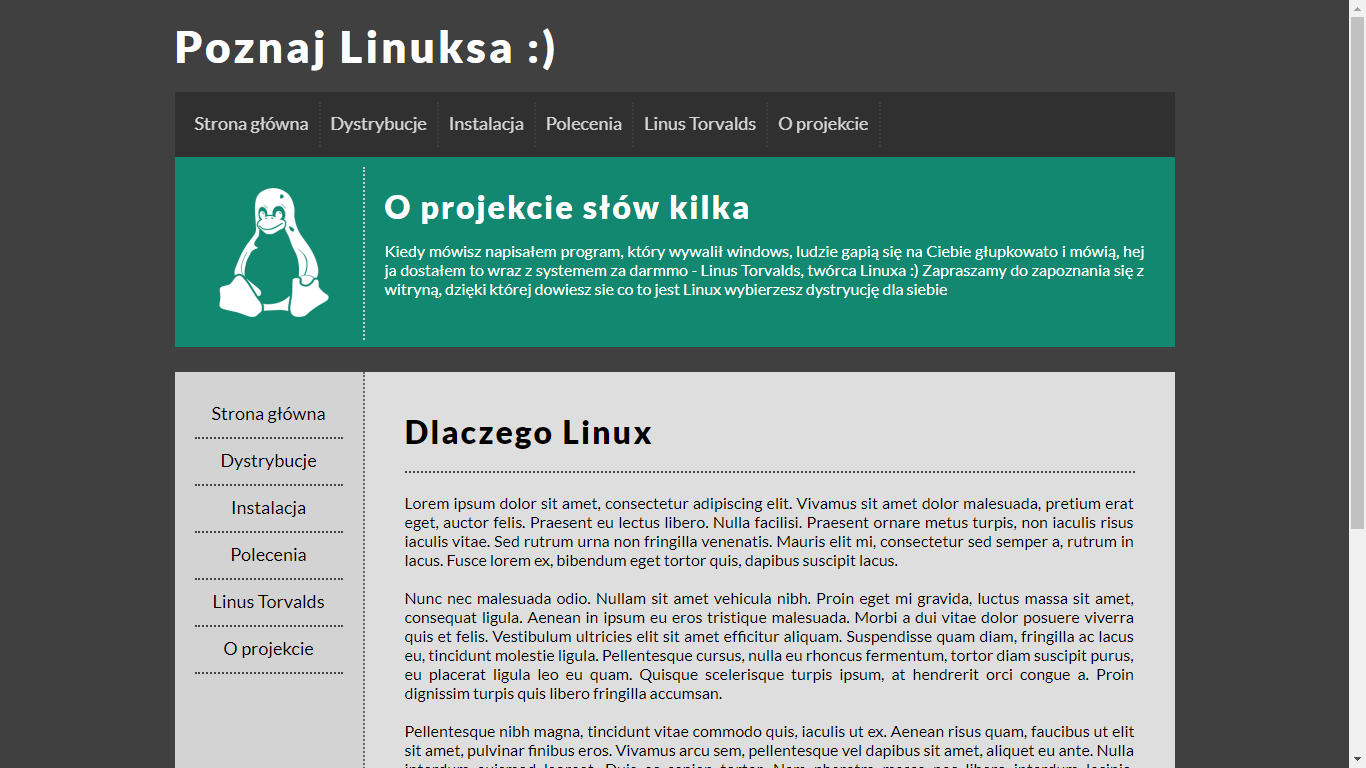 Poznaj Linuksa :)
Strona główna
Dystrybucje
Instalacja
Polecenia
Linus Torvalds
O projekcie
O projekcie słów kilka
Kiedy mówisz napisałem program, który wywalił windows, ludzie gapią się na Ciebie głupkowato i mówią, hej
ja dostałem to wraz z systemem za darmmo - Linus Torvalds, twórca Linuxa :) Zapraszamy do zapoznania się z
witryną, dzięki której dowiesz sie co to jest Linux wybierzesz dystryucję dla siebie
Strona główna
Dystrybucje
Instalacja
Polecenia
Linus Torvalds
O projekcie
Dlaczego Linux
Lorem ipsum dolor sit amet, consectetur adipiscing elit. Vivamus sit amet dolor malesuada, pretium erat
eget, auctor felis. Praesent eu lectus libero. Nulla facilisi. Praesent ornare metus turpis, non iaculis risus
iaculis vitae. Sed rutrum urna non fringilla venenatis. Mauris elit mi, consectetur sed semper a, rutrum in
lacus. Fusce lorem ex, bibendum eget tortor quis, dapibus suscipit lacus.
Nunc nec malesuada odio. Nullam sit amet vehicula nibh. Proin eget mi gravida, luctus massa sit amet,
consequat ligula. Aenean in ipsum eu eros tristique malesuada. Morbi a dui vitae dolor posuere viverra
quis et felis. Vestibulum ultricies elit sit amet efficitur aliquam. Suspendisse quam diam, fringilla ac lacus
eu, tincidunt molestie ligula. Pellentesque cursus, nulla eu rhoncus fermentum, tortor diam suscipit purus,
eu placerat ligula leo eu quam. Quisque scelerisque turpis ipsum, at hendrerit orci congue a. Proin
dignissim turpis quis libero fringilla accumsan.
Pellentesque nibh magna, tincidunt vitae commodo quis, iaculis ut ex. Aenean risus quam, faucibus ut elit
sit amet, pulvinar finibus eros. Vivamus arcu sem, pellentesque vel dapibus sit amet, aliquet eu ante. Nulla